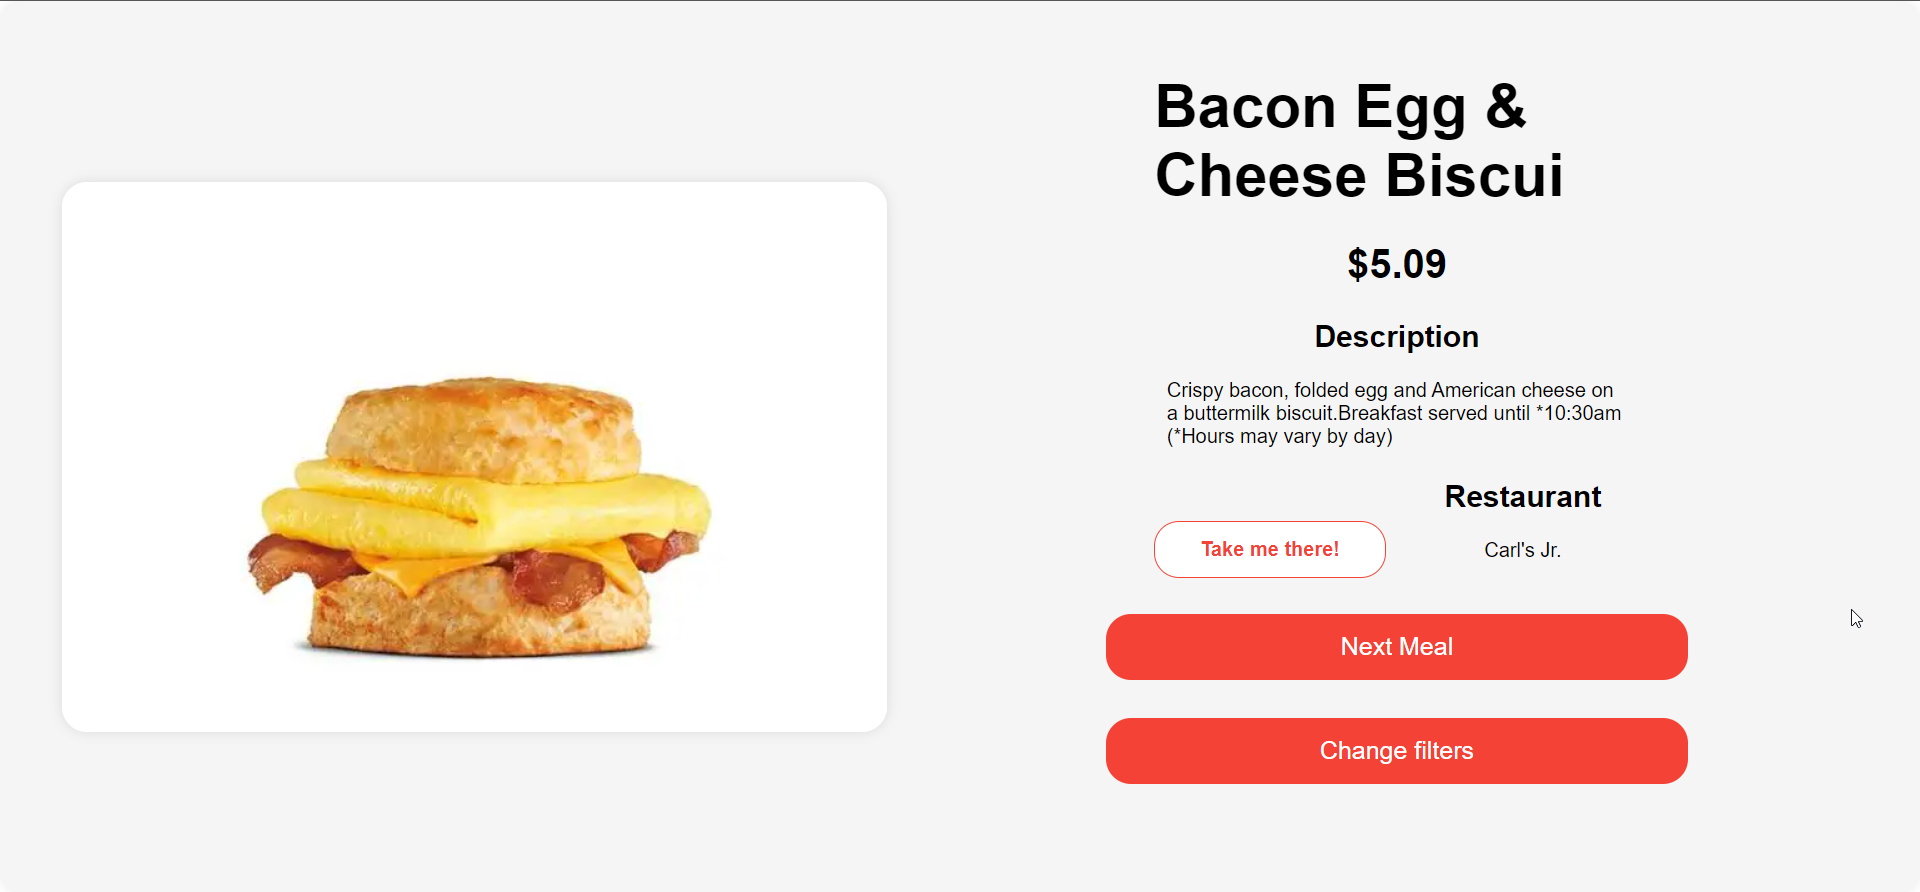 Bacon Egg &
Cheese Biscui
$5.09
Description
Crispy bacon, folded egg and American cheese on
a buttermilk biscuit.Breakfast served until *10:30am
(*Hours may vary by day)
Restaurant
Take me there!
Carl's Jr.
Next Meal
Change filters